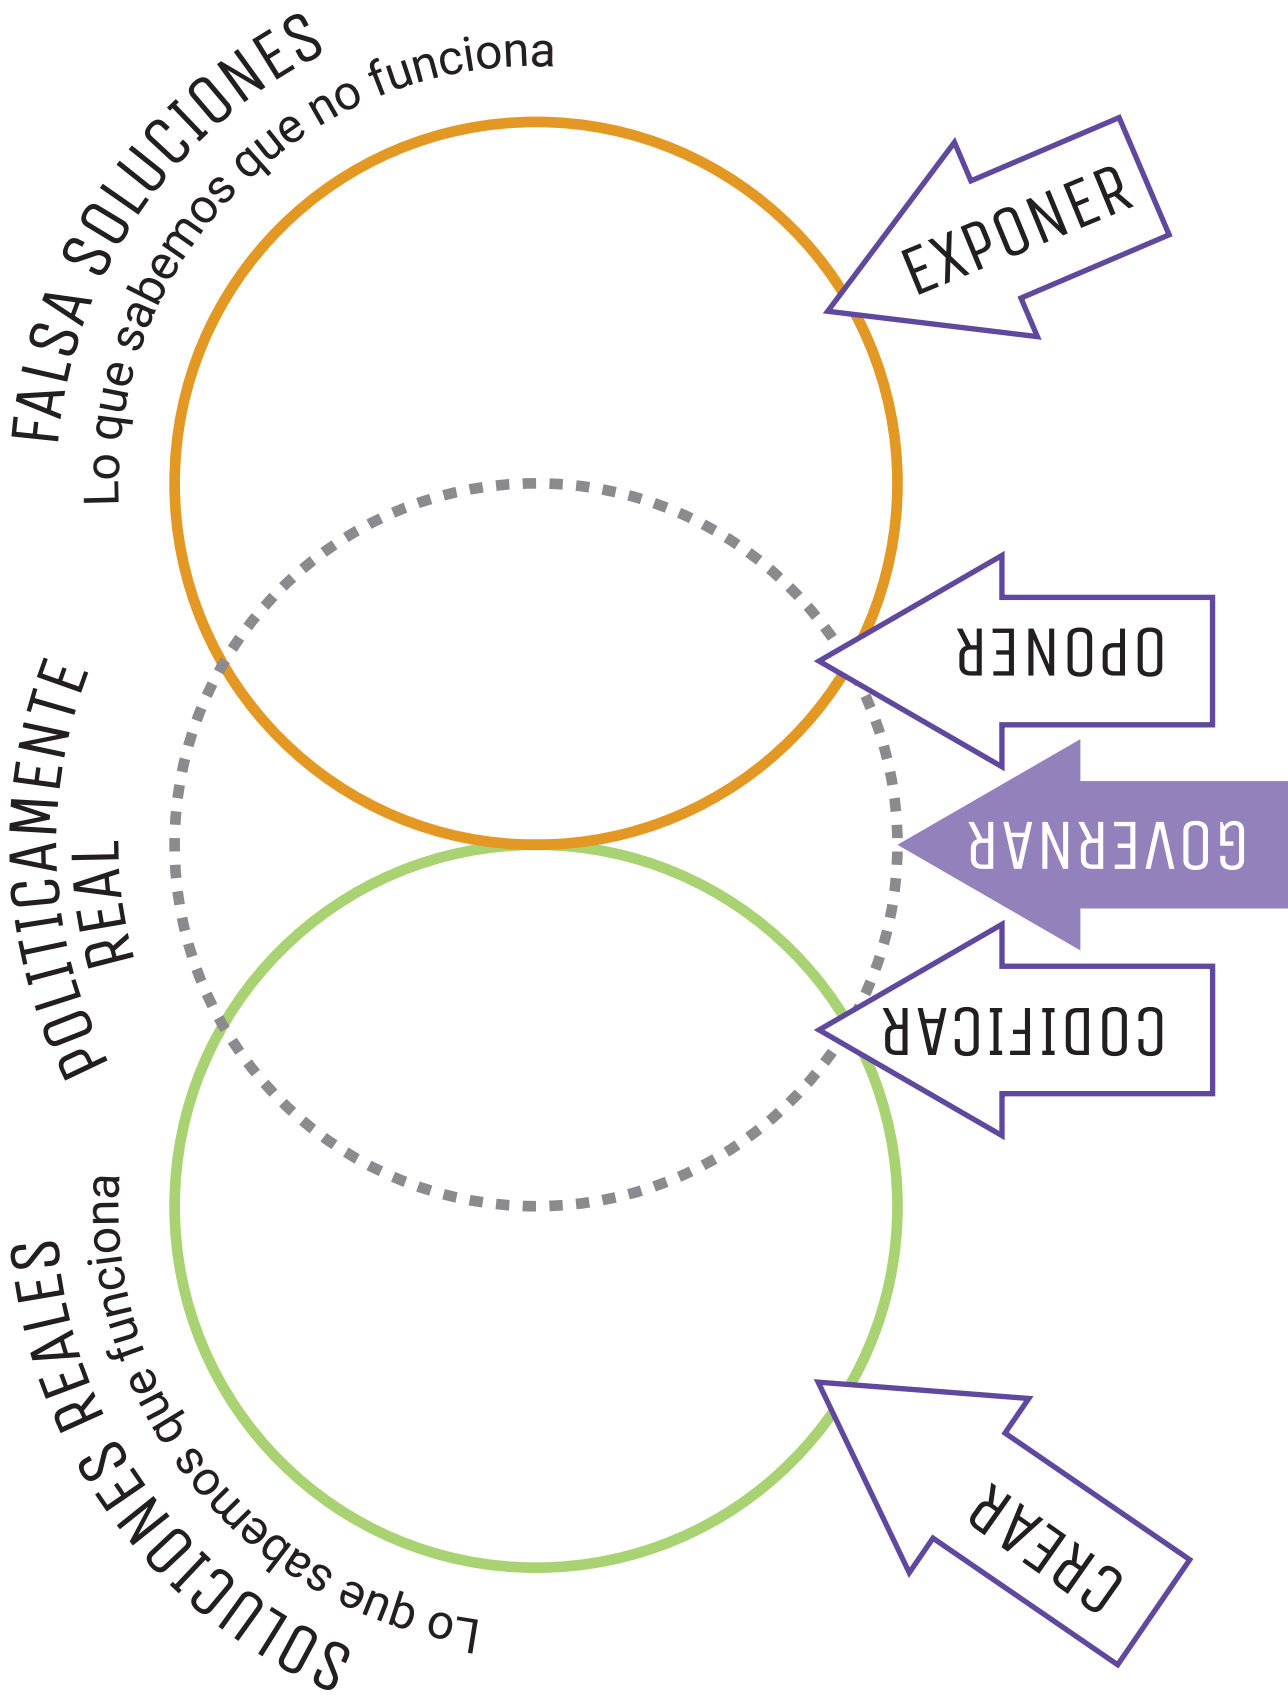 FALSA SOLUCIONES
Lo que sabemos que no funciona
POLITICAMENTE
REAL
SOLUCIONES REALES
Lo que sabemos que funciona
EXPONER
OPONER
GOVERNAR
CODIFICAR
CREAR